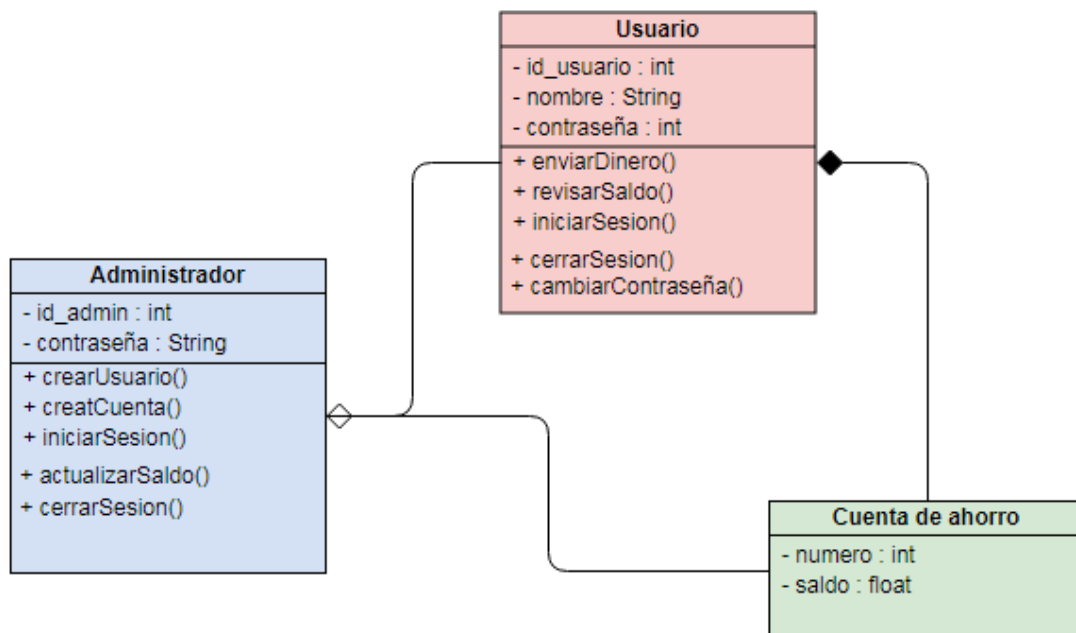 Usuario
- id_usuario : int
- nombre : String
- contraseña : int
+ enviarDinero()
+ revisarSaldo()
+ iniciarSesion()
+ cerrarSesion()
+ cambiarContraseña()
Administrador
- id_admin : int
- contraseña : String
+ crearUsuario()
+ creatCuenta()
+ iniciarSesion()
+ actualizarSaldo()
+ cerrarSesion()
Cuenta de ahorro
- numero : int
- saldo : float